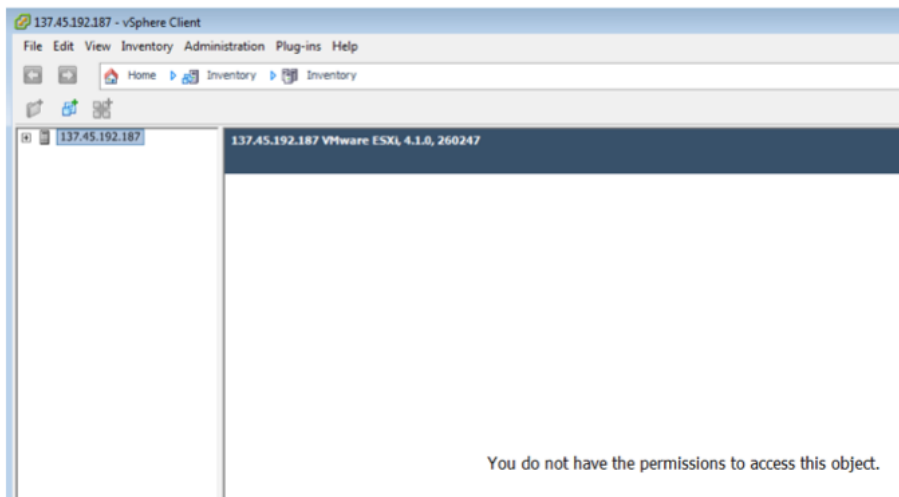 137.45.192.187 - vSphere Client
File Edit View Inventory Administration Plug-ins Help
Home Inventory Inventory
137.45.192.187
137.45.192.187 VMware ESXi, 4.1.0, 260247
You do not have the permissions to access this object.